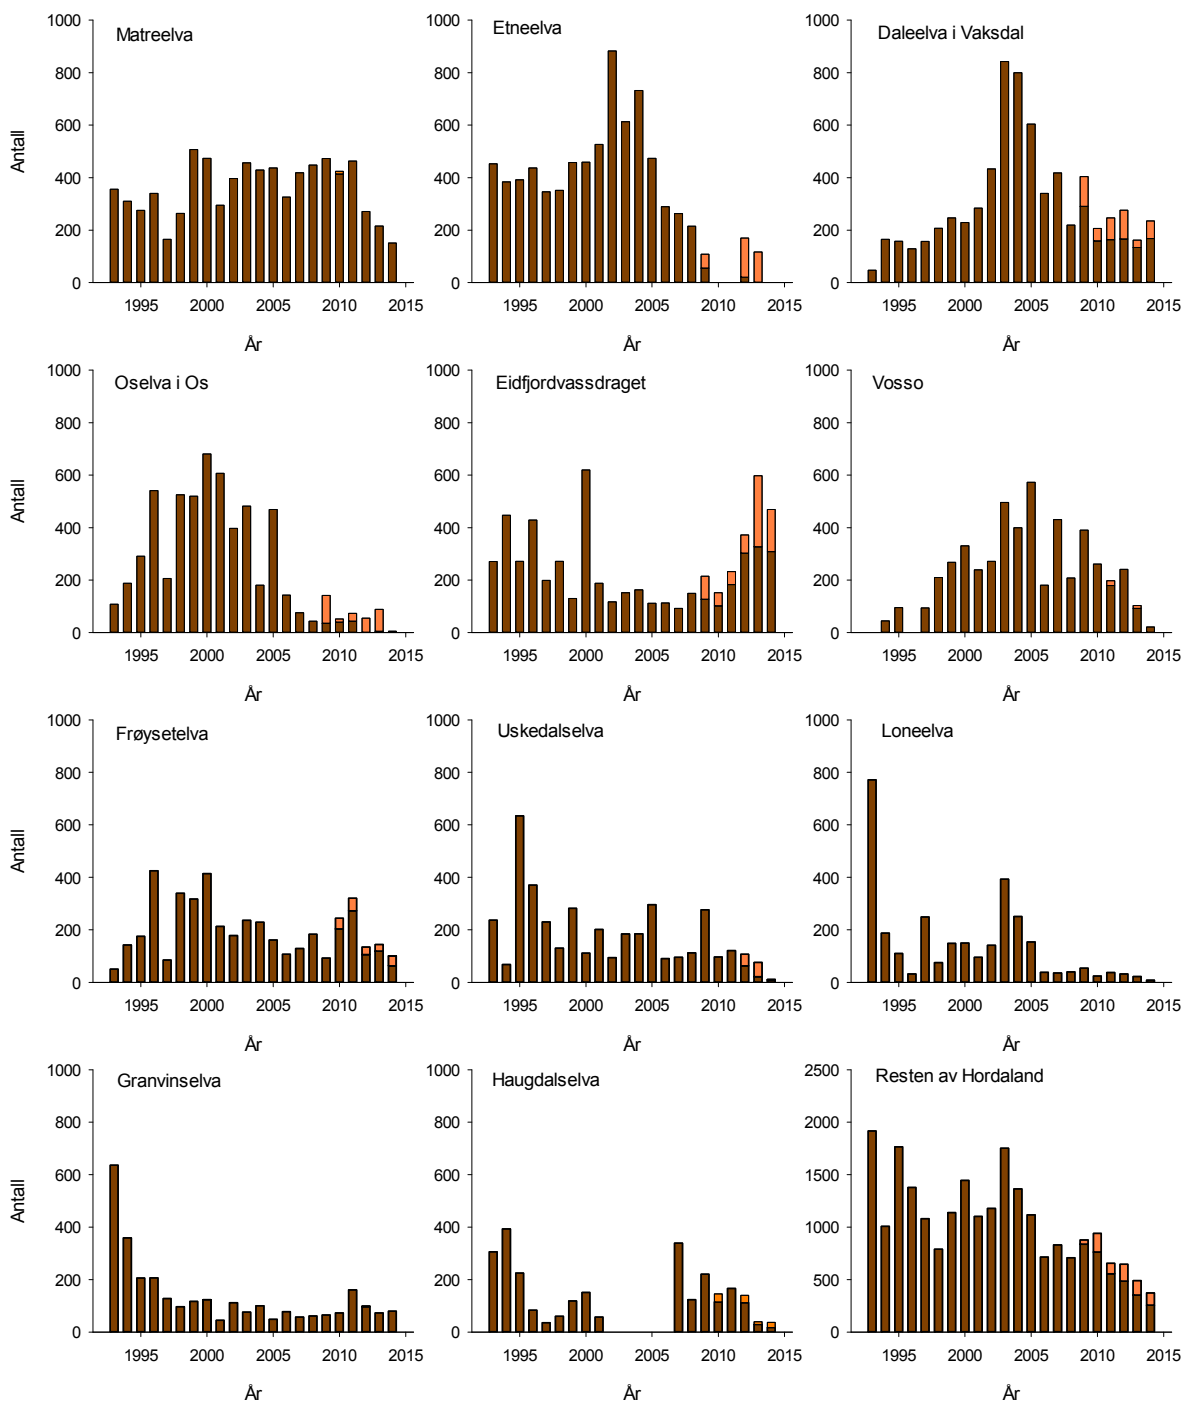 Matreelva
Antall
1000
800
600
400
200
0
1995 2000 2005 2010 2015
År
Etneelva
1000
800
600
400
200
0
1995 2000 2005 2010 2015
År
Daleelva i Vaksdal
1000
800
600
400
200
0
1995 2000 2005 2010 2015
År
Oselva i Os
Antall
1000
800
600
400
200
0
1995 2000 2005 2010 2015
År
Eidfjordvassdraget
1000
800
600
400
200
0
1995 2000 2005 2010 2015
År
Vosso
1000
800
600
400
200
0
1995 2000 2005 2010 2015
År
Frøysetelva
Antall
1000
800
600
400
200
0
1995 2000 2005 2010 2015
År
Uskedalselva
1000
800
600
400
200
0
1995 2000 2005 2010 2015
År
Loneelva
1000
800
600
400
200
0
1995 2000 2005 2010 2015
År
Granvinselva
Antall
1000
800
600
400
200
0
1995 2000 2005 2010 2015
År
Haugdalselva
1000
800
600
400
200
0
1995 2000 2005 2010 2015
År
Resten av Hordaland
2500
2000
1500
1000
500
0
1995 2000 2005 2010 2015
År